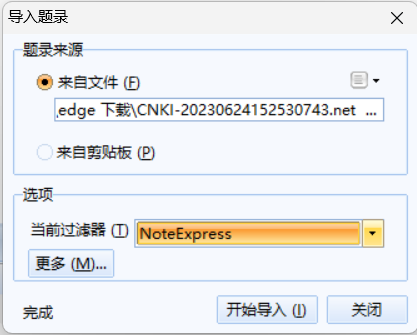 导入题录
题录来源
来自文件 (F)
edge 下载\CNKI-20230624152530743.net ...
来自剪贴板 (P)
选项
当前过滤器 (T) NoteExpress
更多 (M)...
完成 开始导入 (I) 关闭